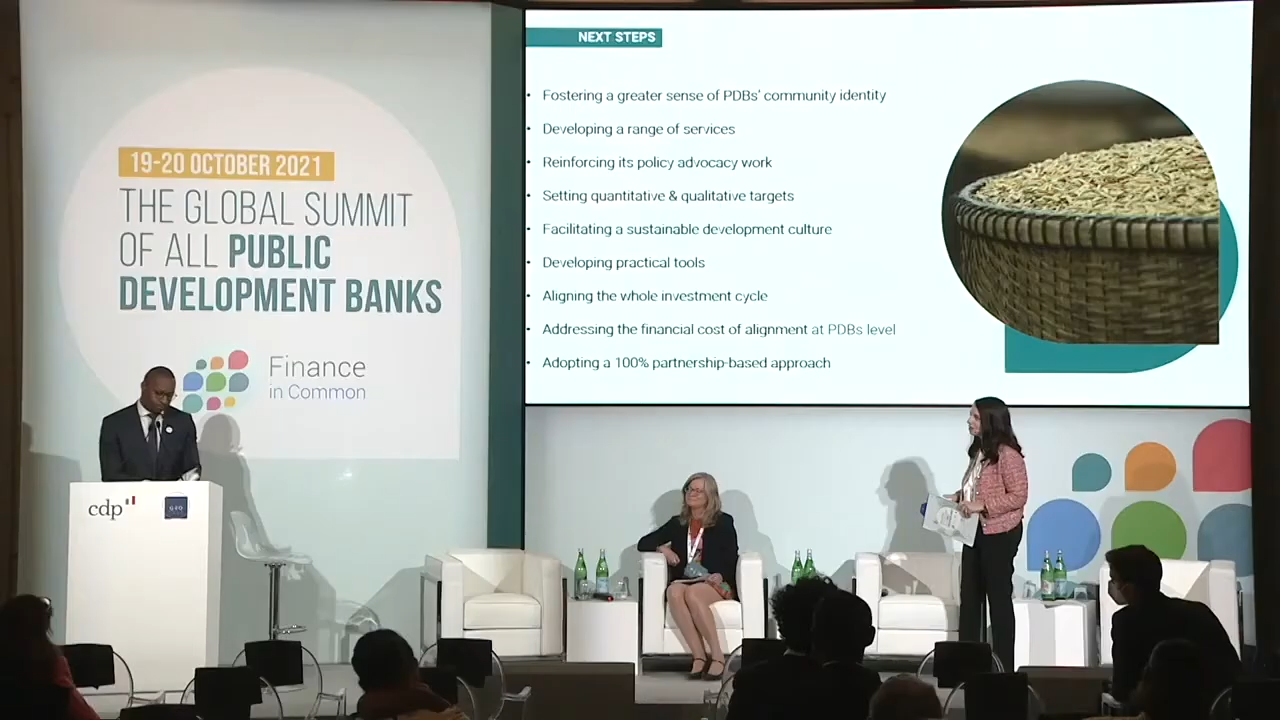 19-20 OCTOBER 2021
THE GLOBAL SUMMIT
OF ALL PUBLIC
DEVELOPMENT BANKS
Finance
in Common
cdp
NEXT STEPS
• Fostering a greater sense of PDBs' community identity
• Developing a range of services
• Reinforcing its policy advocacy work
• Setting quantitative & qualitative targets
• Facilitating a sustainable development culture
• Developing practical tools
• Aligning the whole investment cycle
• Addressing the financial cost of alignment at PDBs level
• Adopting a 100% partnership-based approach